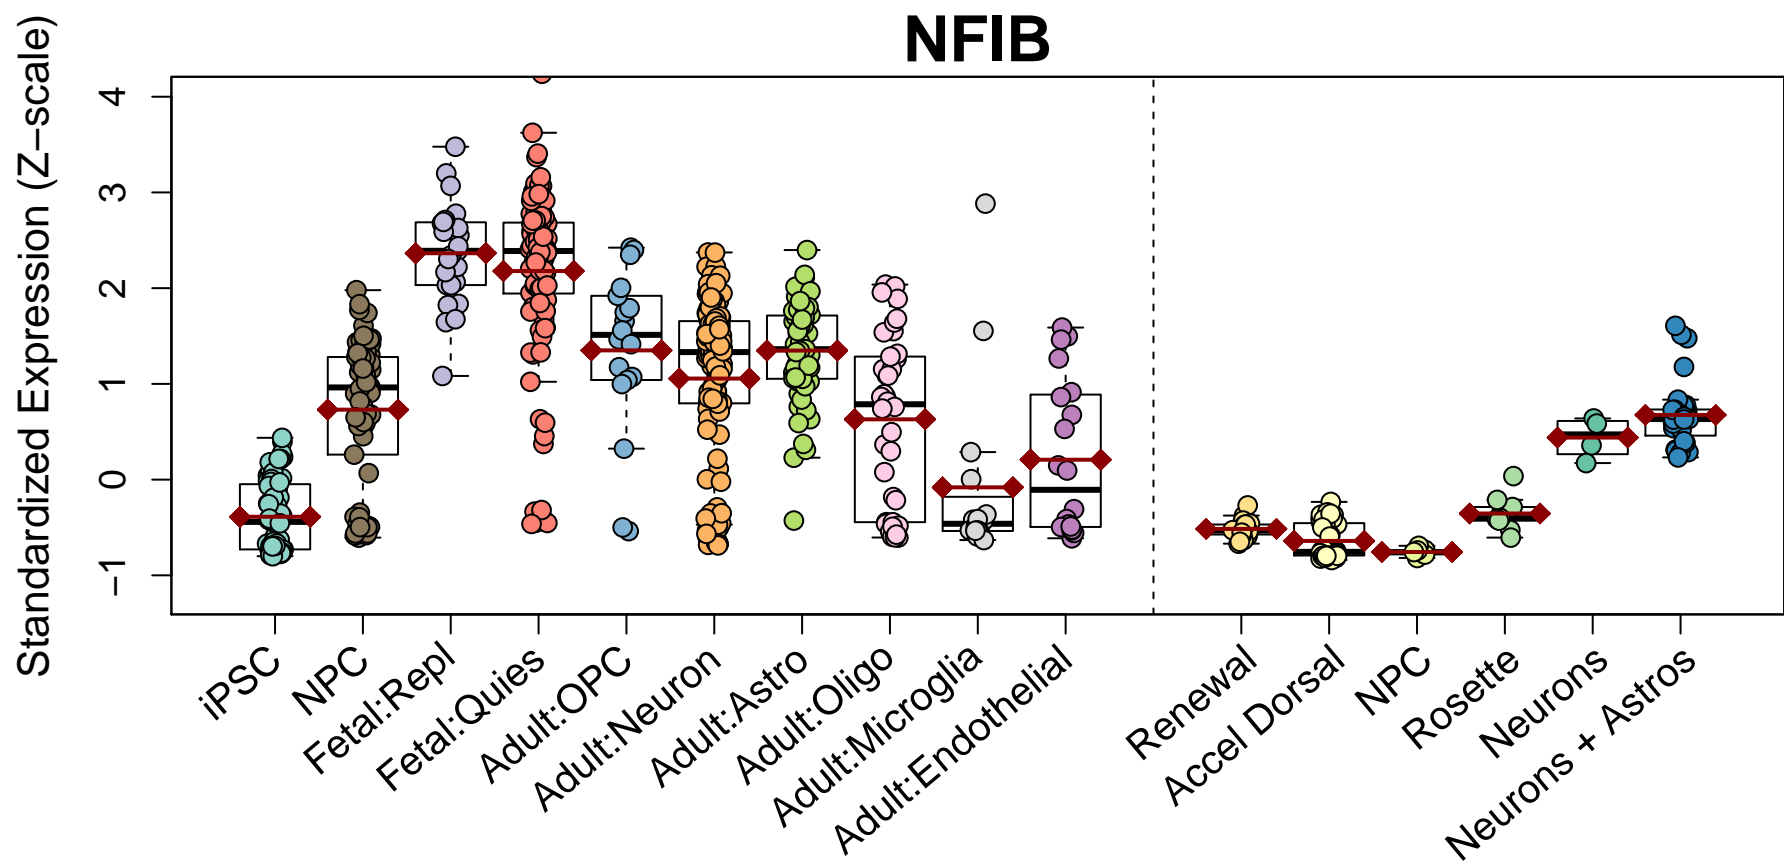 NFIB
Standardized Expression (Z−scale)
4
3
2
1
0
−1
iPSC
NPC
Fetal:Repl
Fetal:Quies
Adult:OPC
Adult:Neuron
Adult:Astro
Adult:Oligo
Adult:Microglia
Adult:Endothelial
Renewal
Accel Dorsal
NPC
Rosette
Neurons
Neurons + Astros